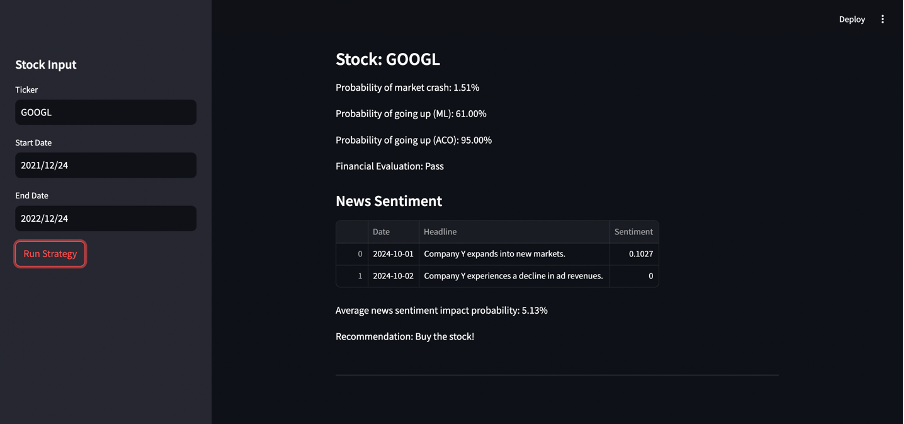 Deploy
Stock Input
Ticker
GOOGL
Start Date
2021/12/24
End Date
2022/12/24
Run Strategy
Stock: GOOGL
Probability of market crash: 1.51%
Probability of going up (ML): 61.00%
Probability of going up (ACO): 95.00%
Financial Evaluation: Pass
News Sentiment
Date Headline Sentiment
0 2024-10-01 Company Y expands into new markets. 0.1027
1 2024-10-02 Company Y experiences a decline in ad revenues. 0
Average news sentiment impact probability: 5.13%
Recommendation: Buy the stock!